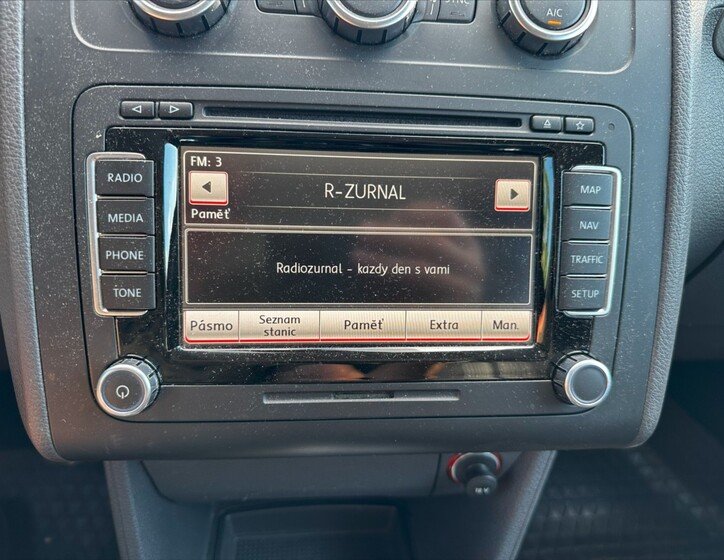 SYNC
A/C
FM: 3
R-ZURNAL
Paměť
Radiozurnal - kazdy den s vami
Pásmo
Seznam
stanic
Paměť
Extra
Man.
RADIO
MEDIA
PHONE
TONE
MAP
NAV
TRAFFIC
SETUP